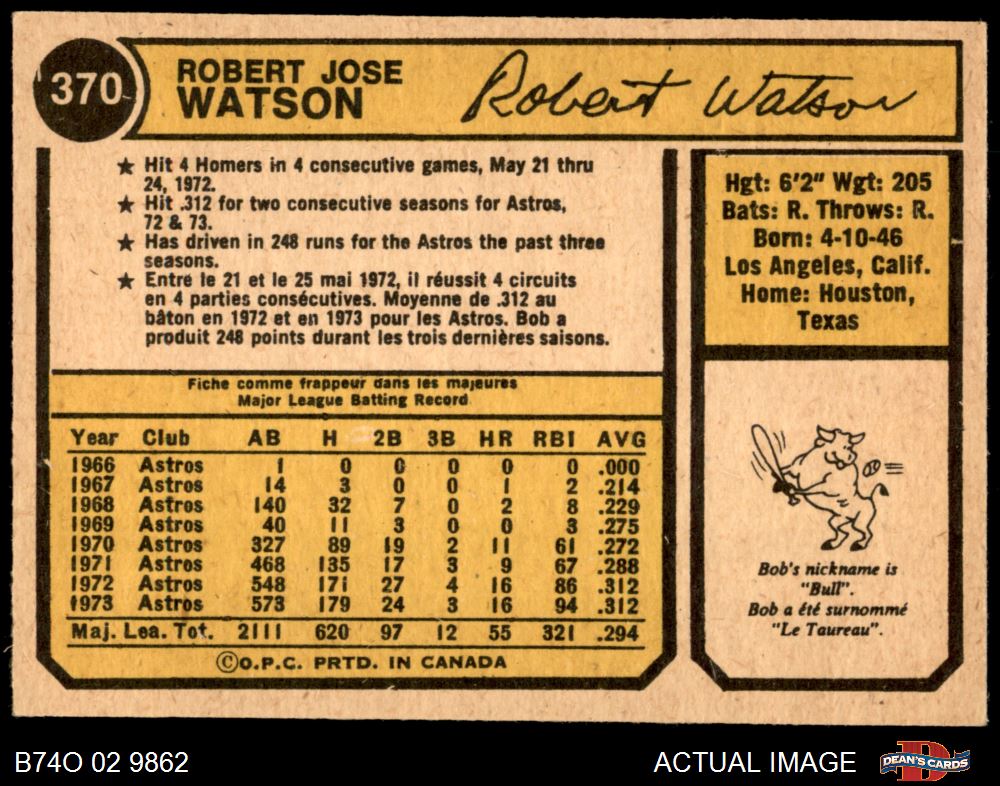 370
ROBERT JOSE
WATSON
Robert Watson
★ Hit 4 Homers in 4 consecutive games, May 21 thru
24, 1972.
★ Hit .312 for two consecutive seasons for Astros,
72 & 73.
★ Has driven in 248 runs for the Astros the past three
seasons.
★ Entre le 21 et le 25 mai 1972, il réussit 4 circuits
en 4 parties consécutives. Moyenne de .312 au
bâton en 1972 et en 1973 pour les Astros. Bob a
produit 248 points durant les trois dernières saisons.
Hgt: 6'2" Wgt: 205
Bats: R. Throws: R.
Born: 4-10-46
Los Angeles, Calif.
Home: Houston,
Texas
Fiche comme frappeur dans les majeures
Major League Batting Record
Year Club AB H 2B 3B HR RBI AVG
1966 Astros 1 0 0 0 0 0 .000
1967 Astros 14 3 0 0 1 2 .214
1968 Astros 140 32 7 0 2 8 .229
1969 Astros 40 11 3 0 0 3 .275
1970 Astros 327 89 19 2 11 61 .272
1971 Astros 468 135 17 3 9 67 .288
1972 Astros 548 171 27 4 16 86 .312
1973 Astros 573 179 24 3 16 94 .312
Maj. Lea. Tot. 2111 620 97 12 55 321 .294
©O.P.C. PRTD. IN CANADA
Bob's nickname is
"Bull".
Bob a été surnommé
"Le Taureau".
B74O 02 9862
ACTUAL IMAGE
DEAN'S CARDS